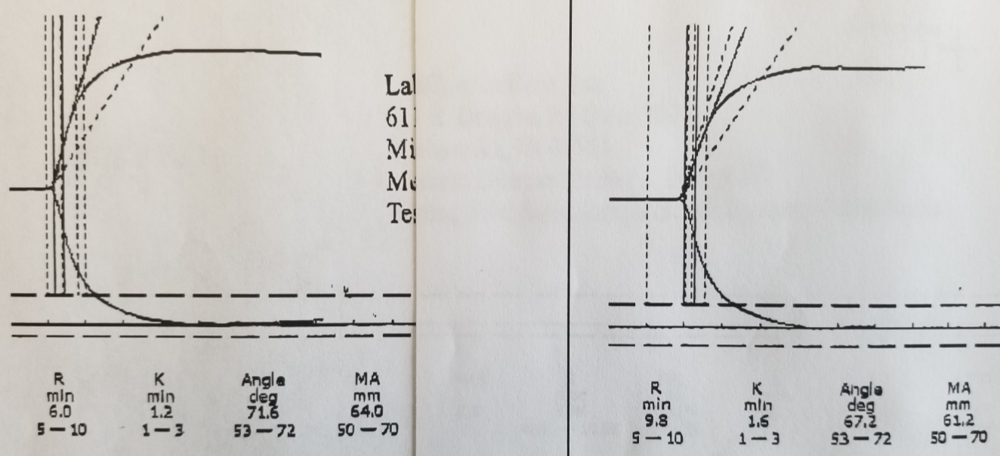 Lal
611
Mi
Me
Tes
R K Angle MA
min min deg mm
6.0 1.2 71.6 64.0
5 — 10 1 — 3 53 — 72 50 — 70
R K Angle MA
min min deg mm
9.8 1.6 67.2 61.2
5 — 10 1 — 3 53 — 72 50 — 70